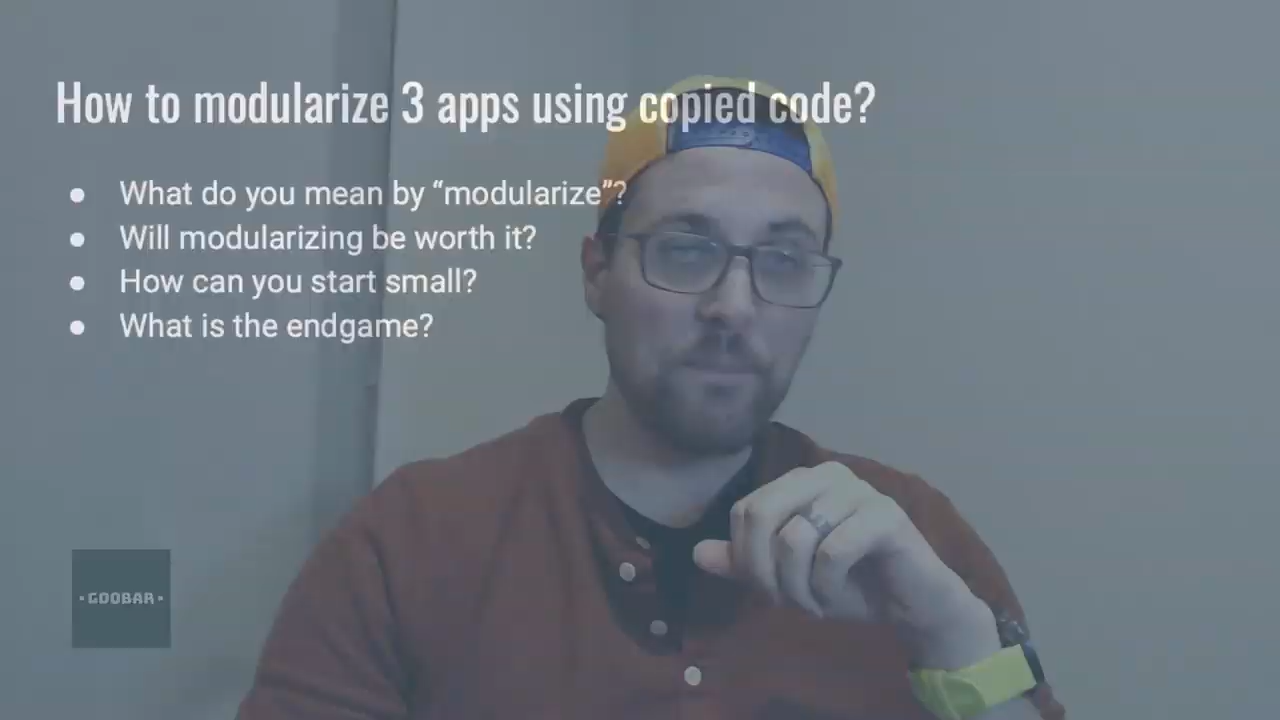 How to modularize 3 apps using copied code?
● What do you mean by “modularize”?
● Will modularizing be worth it?
● How can you start small?
● What is the endgame?
· GOOBAR ·